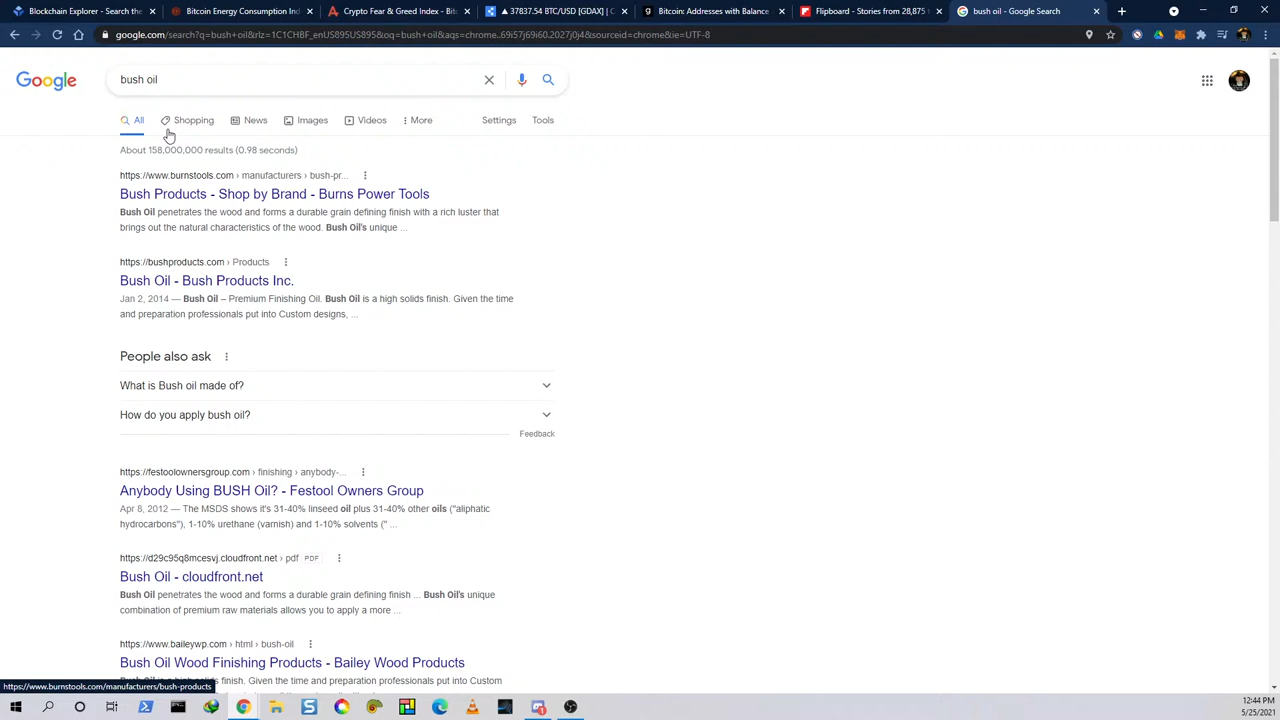 Blockchain Explorer - Search the
Bitcoin Energy Consumption Ind
Crypto Fear & Greed Index - Bit
37837.54 BTC/USD [GDAX] | C
Bitcoin: Addresses with Balance
Flipboard - Stories from 28,875 t
bush oil - Google Search
google.com/search?q=bush+oil&rlz=1C1CHBF_enUS895US895&oq=bush+oil&aqs=chrome..69i57j69i60.2027j0j4&sourceid=chrome&ie=UTF-8
Google
bush oil
All
Shopping
News
Images
Videos
More
Settings
Tools
About 158,000,000 results (0.98 seconds)
https://www.burnstools.com › manufacturers › bush-pr...
Bush Products - Shop by Brand - Burns Power Tools
Bush Oil penetrates the wood and forms a durable grain defining finish with a rich luster that
brings out the natural characteristics of the wood. Bush Oil's unique ...
https://bushproducts.com › Products
Bush Oil - Bush Products Inc.
Jan 2, 2014 — Bush Oil – Premium Finishing Oil. Bush Oil is a high solids finish. Given the time
and preparation professionals put into Custom designs, ...
People also ask
What is Bush oil made of?
How do you apply bush oil?
Feedback
https://festoolownersgroup.com › finishing › anybody-...
Anybody Using BUSH Oil? - Festool Owners Group
Apr 8, 2012 — The MSDS shows it's 31-40% linseed oil plus 31-40% other oils ("aliphatic
hydrocarbons"), 1-10% urethane (varnish) and 1-10% solvents (" ...
https://d29c95q8mcesvj.cloudfront.net › pdf PDF
Bush Oil - cloudfront.net
Bush Oil penetrates the wood and forms a durable grain defining finish ... Bush Oil's unique
combination of premium raw materials allows you to apply a more ...
https://www.baileywp.com › html › bush-oil
Bush Oil Wood Finishing Products - Bailey Wood Products
Bush Oil is a high solids finish. Given the time and preparation professionals put into Custom
https://www.burnstools.com/manufacturers/bush-products
12:44 PM
5/25/2021